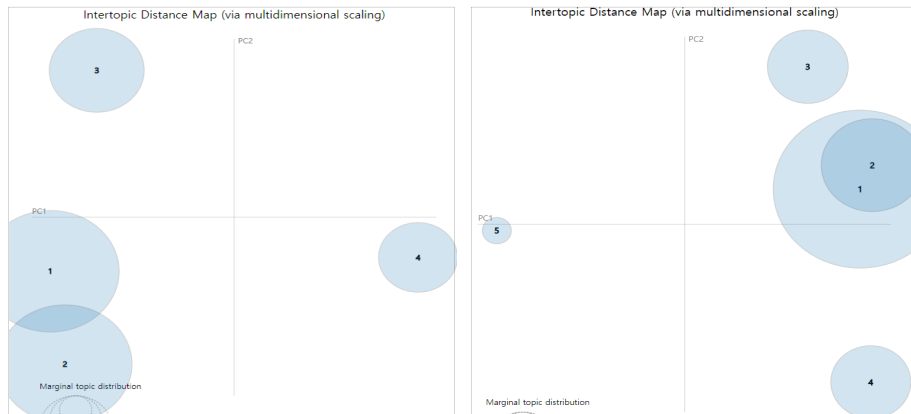 Intertopic Distance Map (via multidimensional scaling)
PC2
3
PC1
1
4
2
Marginal topic distribution
Intertopic Distance Map (via multidimensional scaling)
PC2
3
2
1
PC1
5
4
Marginal topic distribution